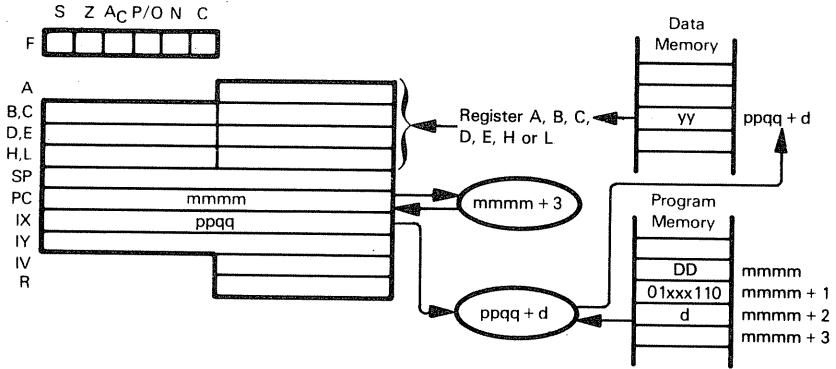 S Z AC P/O N C
F
Data
Memory
A
B,C
D,E
H,L
SP
PC mmmm
IX ppqq
IY
IV
R
Register A, B, C,
D, E, H or L
yy ppqq + d
mmmm + 3
ppqq + d
Program
Memory
DD mmmm
01xxx110 mmmm + 1
d mmmm + 2
mmmm + 3